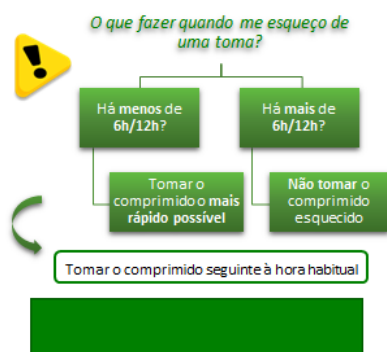 O que fazer quando me esqueço de
uma toma?
Há menos de
6h/12h?
Há mais de
6h/12h?
Tomar o
comprimido o mais
rápido possível
Não tomar o
comprimido
esquecido
Tomar o comprimido seguinte à hora habitual